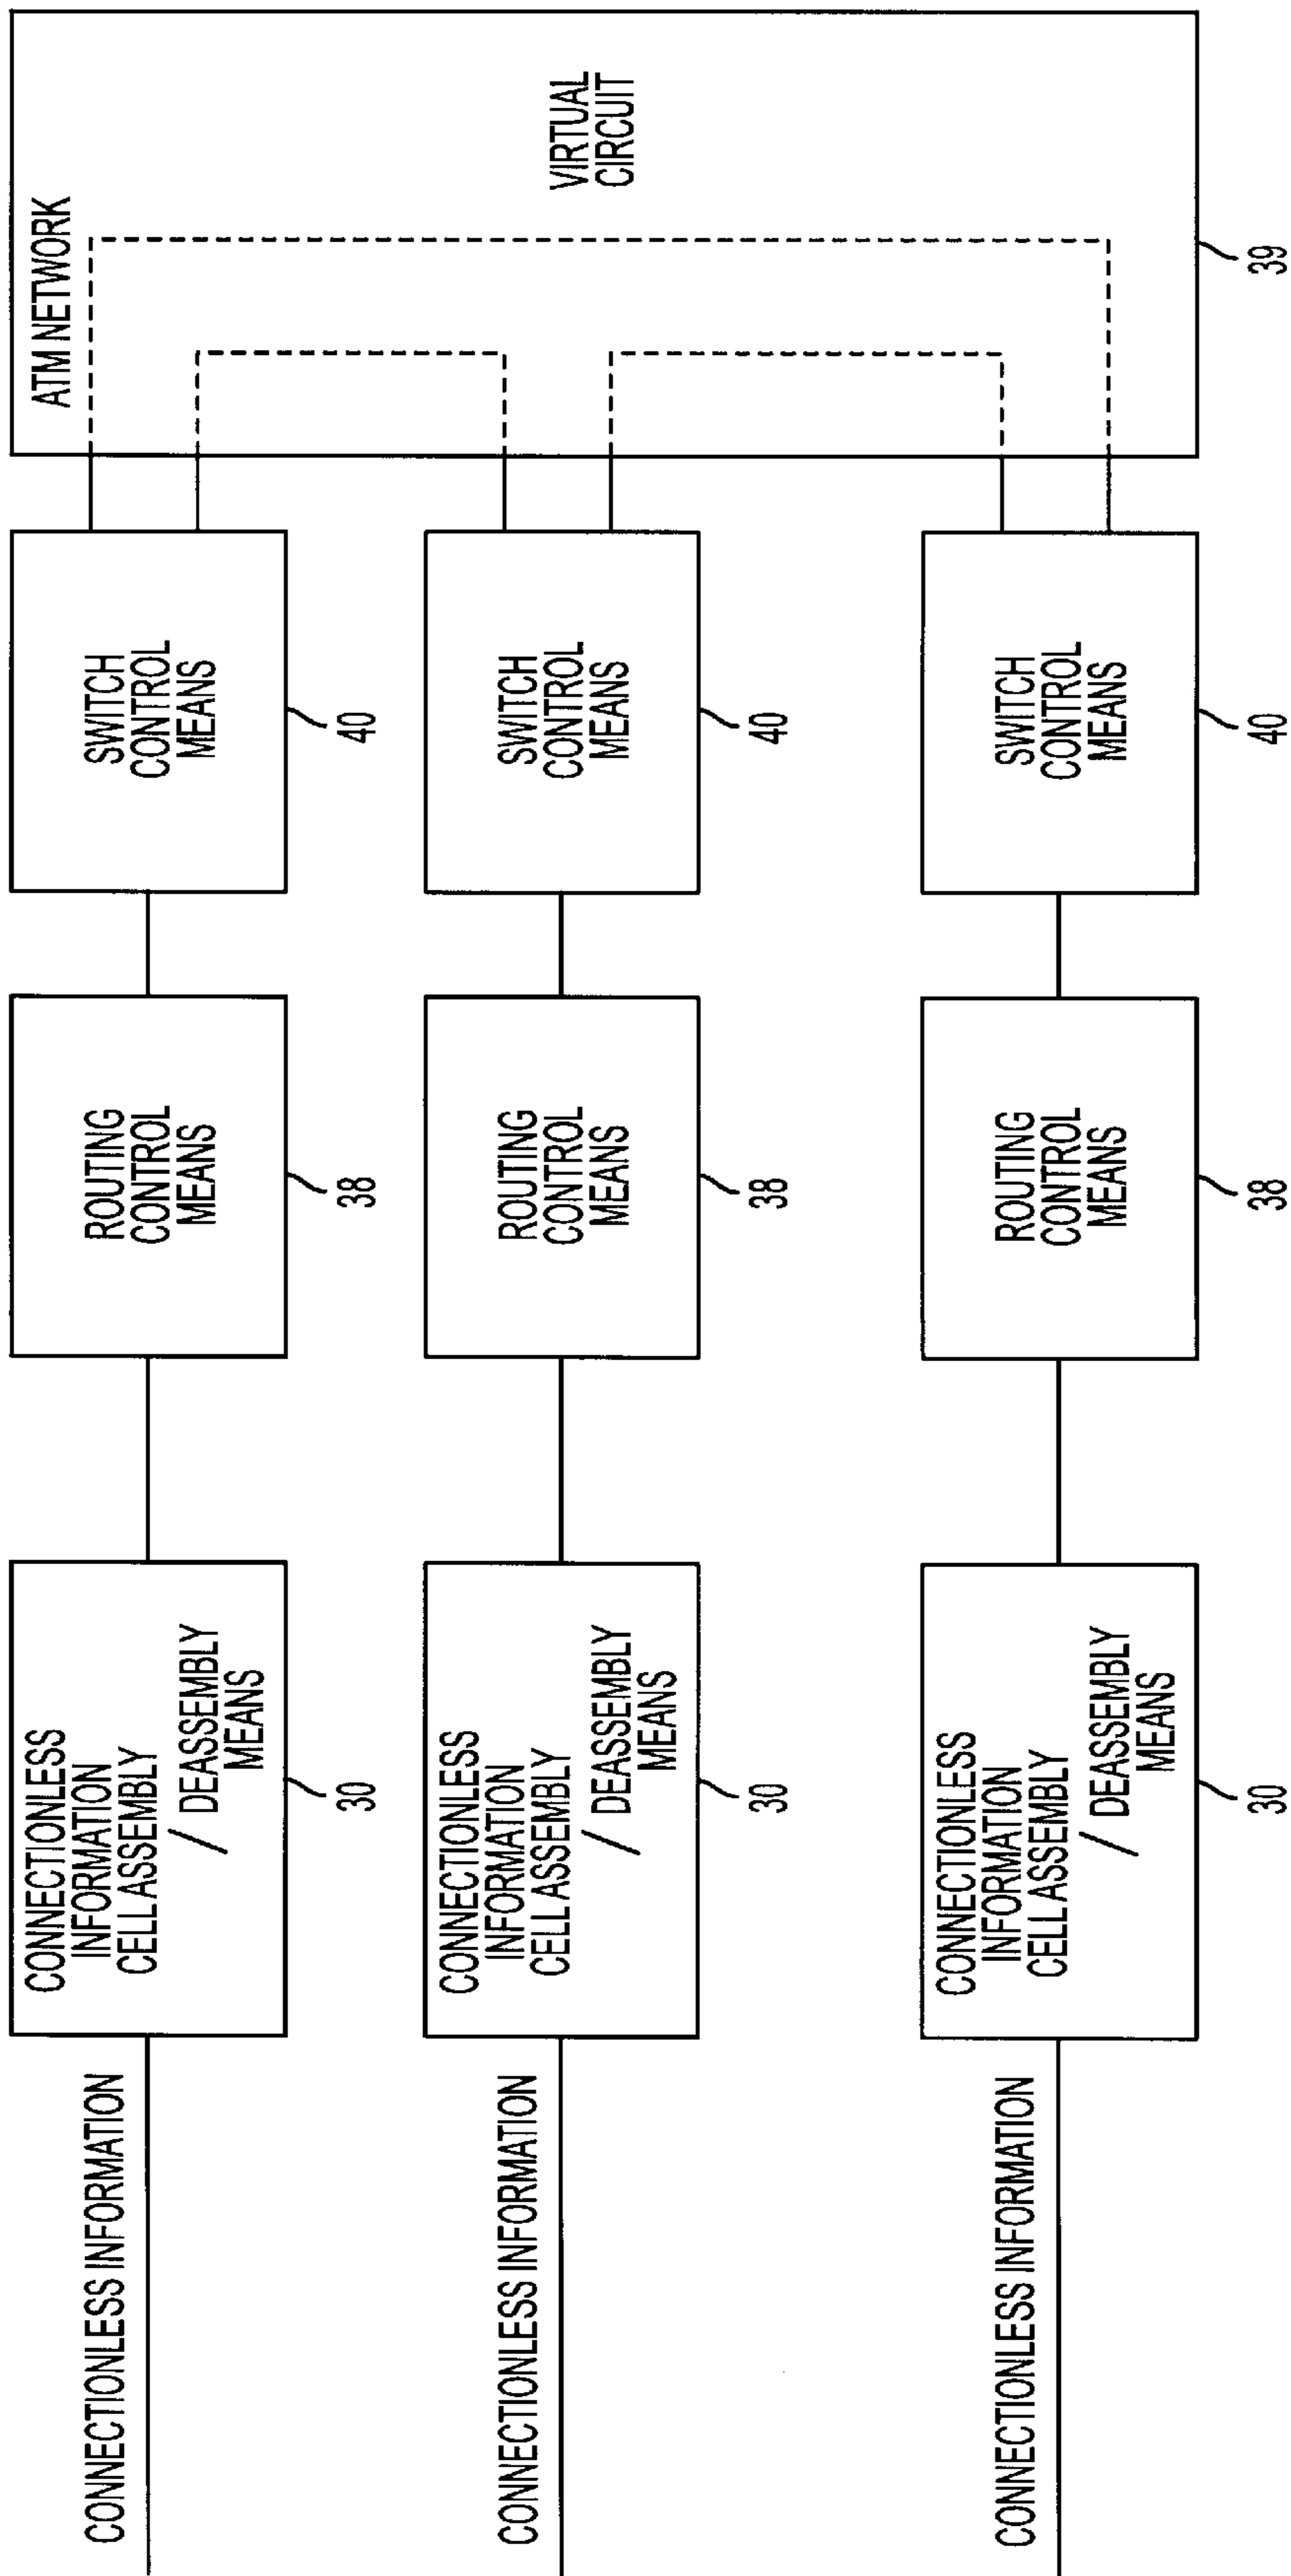 CONNECTIONLESS INFORMATION
CONNECTIONLESS
INFORMATION
CELL ASSEMBLY
/
DEASSEMBLY
MEANS
30
ROUTING
CONTROL
MEANS
38
SWITCH
CONTROL
MEANS
40
CONNECTIONLESS INFORMATION
CONNECTIONLESS
INFORMATION
CELL ASSEMBLY
/
DEASSEMBLY
MEANS
30
ROUTING
CONTROL
MEANS
38
SWITCH
CONTROL
MEANS
40
CONNECTIONLESS INFORMATION
CONNECTIONLESS
INFORMATION
CELL ASSEMBLY
/
DEASSEMBLY
MEANS
30
ROUTING
CONTROL
MEANS
38
SWITCH
CONTROL
MEANS
40
ATM NETWORK
VIRTUAL
CIRCUIT
39